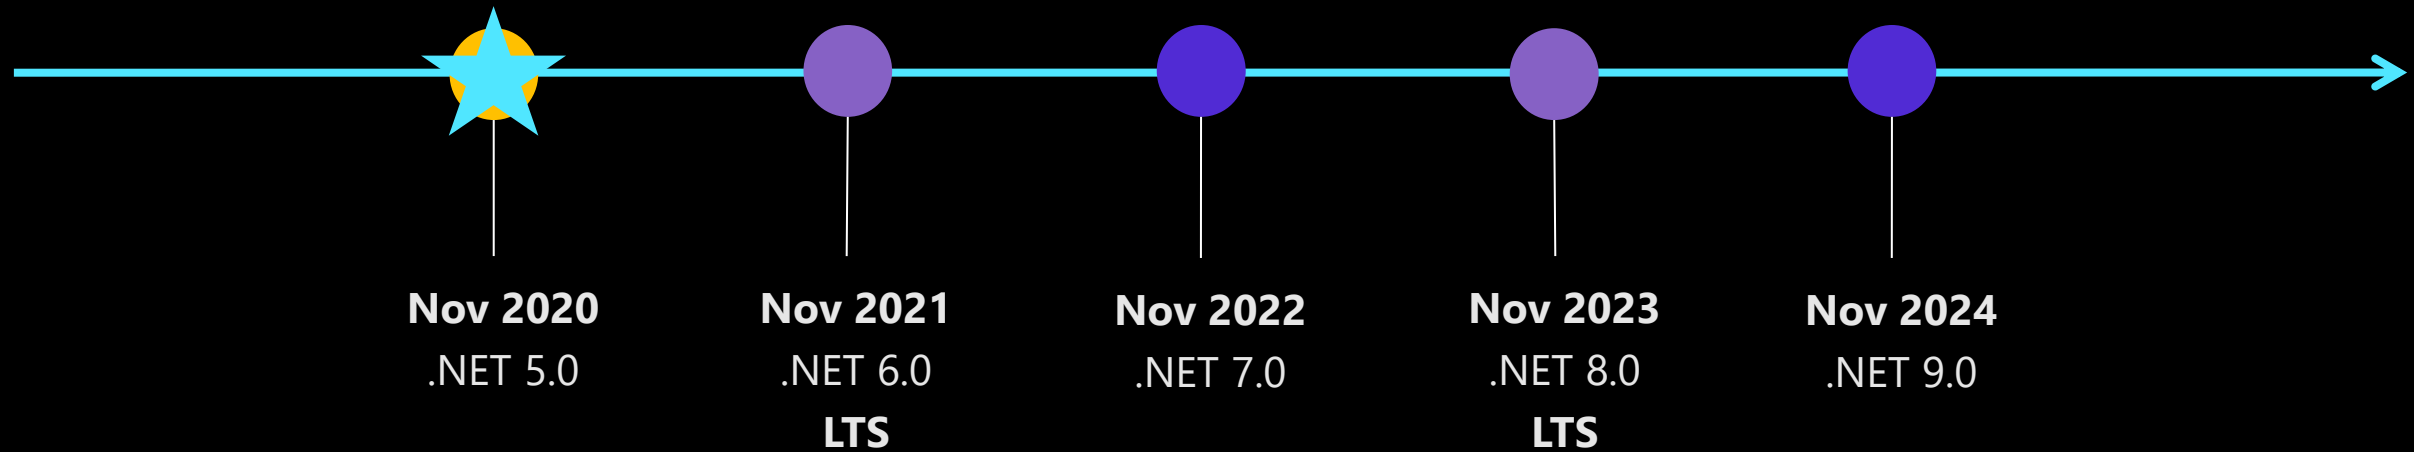 Nov 2020
.NET 5.0
Nov 2021
.NET 6.0
LTS
Nov 2022
.NET 7.0
Nov 2023
.NET 8.0
LTS
Nov 2024
.NET 9.0